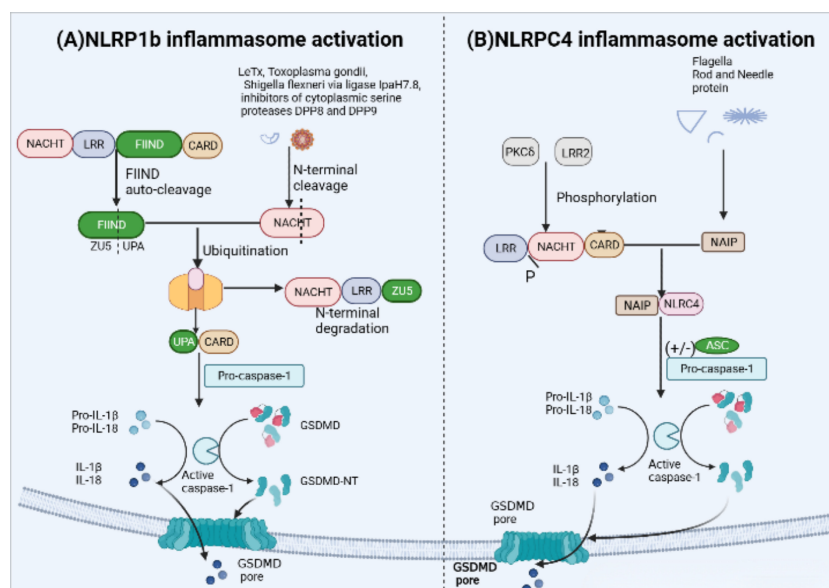 (A)NLRP1b inflammasome activation
LeTx, Toxoplasma gondii,
Shigella flexneri via ligase IpaH7.8,
inhibitors of cytoplasmic serine
proteases DPP8 and DPP9
NACHT
LRR
FIIND
CARD
FIIND
auto-cleavage
N-terminal
cleavage
FIIND
ZU5
UPA
NACHT
Ubiquitination
NACHT
LRR
ZU5
N-terminal
degradation
UPA
CARD
Pro-caspase-1
Pro-IL-1β
Pro-IL-18
GSDMD
IL-1β
IL-18
Active
caspase-1
GSDMD-NT
GSDMD
pore
(B)NLRPC4 inflammasome activation
Flagella
Rod and Needle
protein
PKCδ
LRR2
Phosphorylation
LRR
NACHT
CARD
NAIP
P
NAIP
NLRC4
(+/-)
ASC
Pro-caspase-1
Pro-IL-1β
Pro-IL-18
IL-1β
IL-18
Active
caspase-1
GSDMD
pore
GSDMD
pore